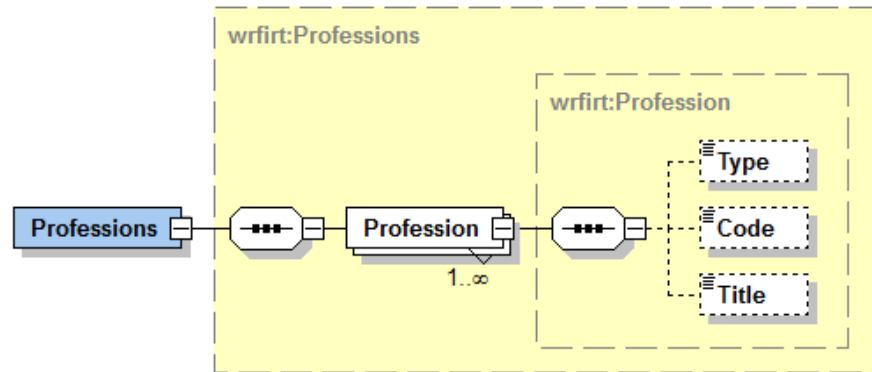 wrfirt:Professions
wrfirt:Profession
Type
Professions
Profession
Code
1..∞
Title